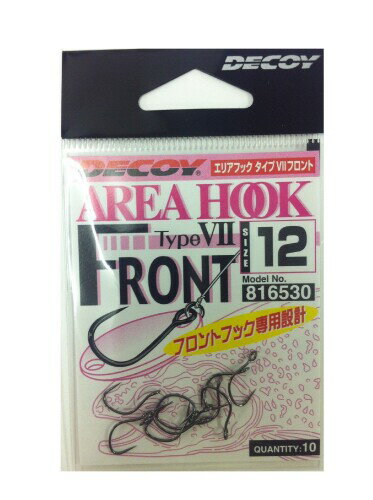 DECOY
DECOY®
エリアフック タイプⅦフロント
AREA HOOK
Type VII
FRONT
SIZE
12
Model No.
816530
フロントフック専用設計
QUANTITY:10